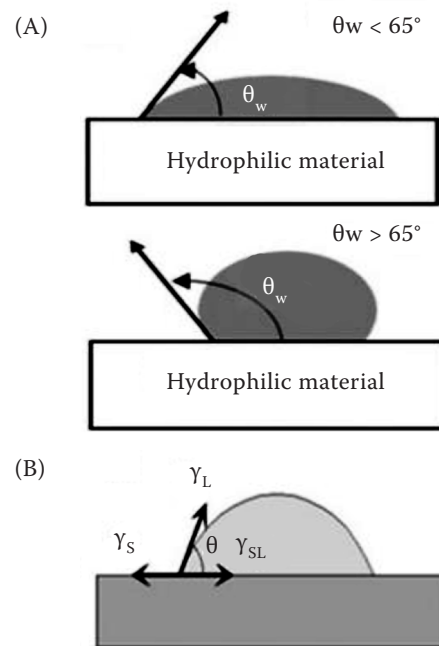 (A)
θw < 65°
θw
Hydrophilic material
θw > 65°
θw
Hydrophilic material
(B)
γL
γS
θ
γSL